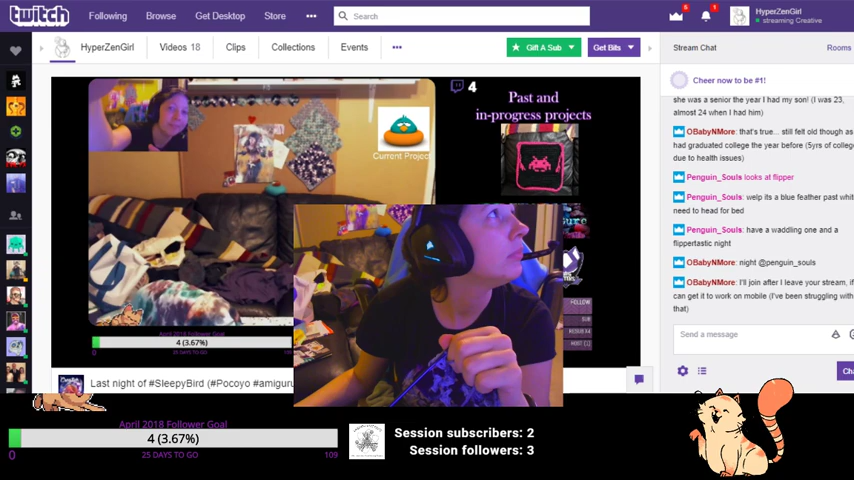 twitch
Following
Browse
Get Desktop
Store
Search
5
1
HyperZenGirl
streaming Creative
HyperZenGirl
Videos 18
Clips
Collections
Events
Gift A Sub
Get Bits
Stream Chat
Rooms
Cheer now to be #1!
she was a senior the year I had my son! (I was 23,
almost 24 when I had him)
OBabyNMore: that's true... still felt old though as
had graduated college the year before (5yrs of college
due to health issues)
Penguin_Souls looks at flipper
Penguin_Souls: welp its a blue feather past whit
need to head for bed
Penguin_Souls: have a waddling one and a
flippertastic night
OBabyNMore: night @penguin_souls
OBabyNMore: I'll join after I leave your stream, if
can get it to work on mobile (I've been struggling with
that)
Send a message
Cha
4
Past and
in-progress projects
Current Project
FOLLOW
SUB
HOST (1)
April 2018 Follower Goal
4 (3.67%)
0
25 DAYS TO GO
Last night of #SleepyBird (#Pocoyo #amiguru
April 2018 Follower Goal
4 (3.67%)
0
25 DAYS TO GO
109
Session subscribers: 2
Session followers: 3